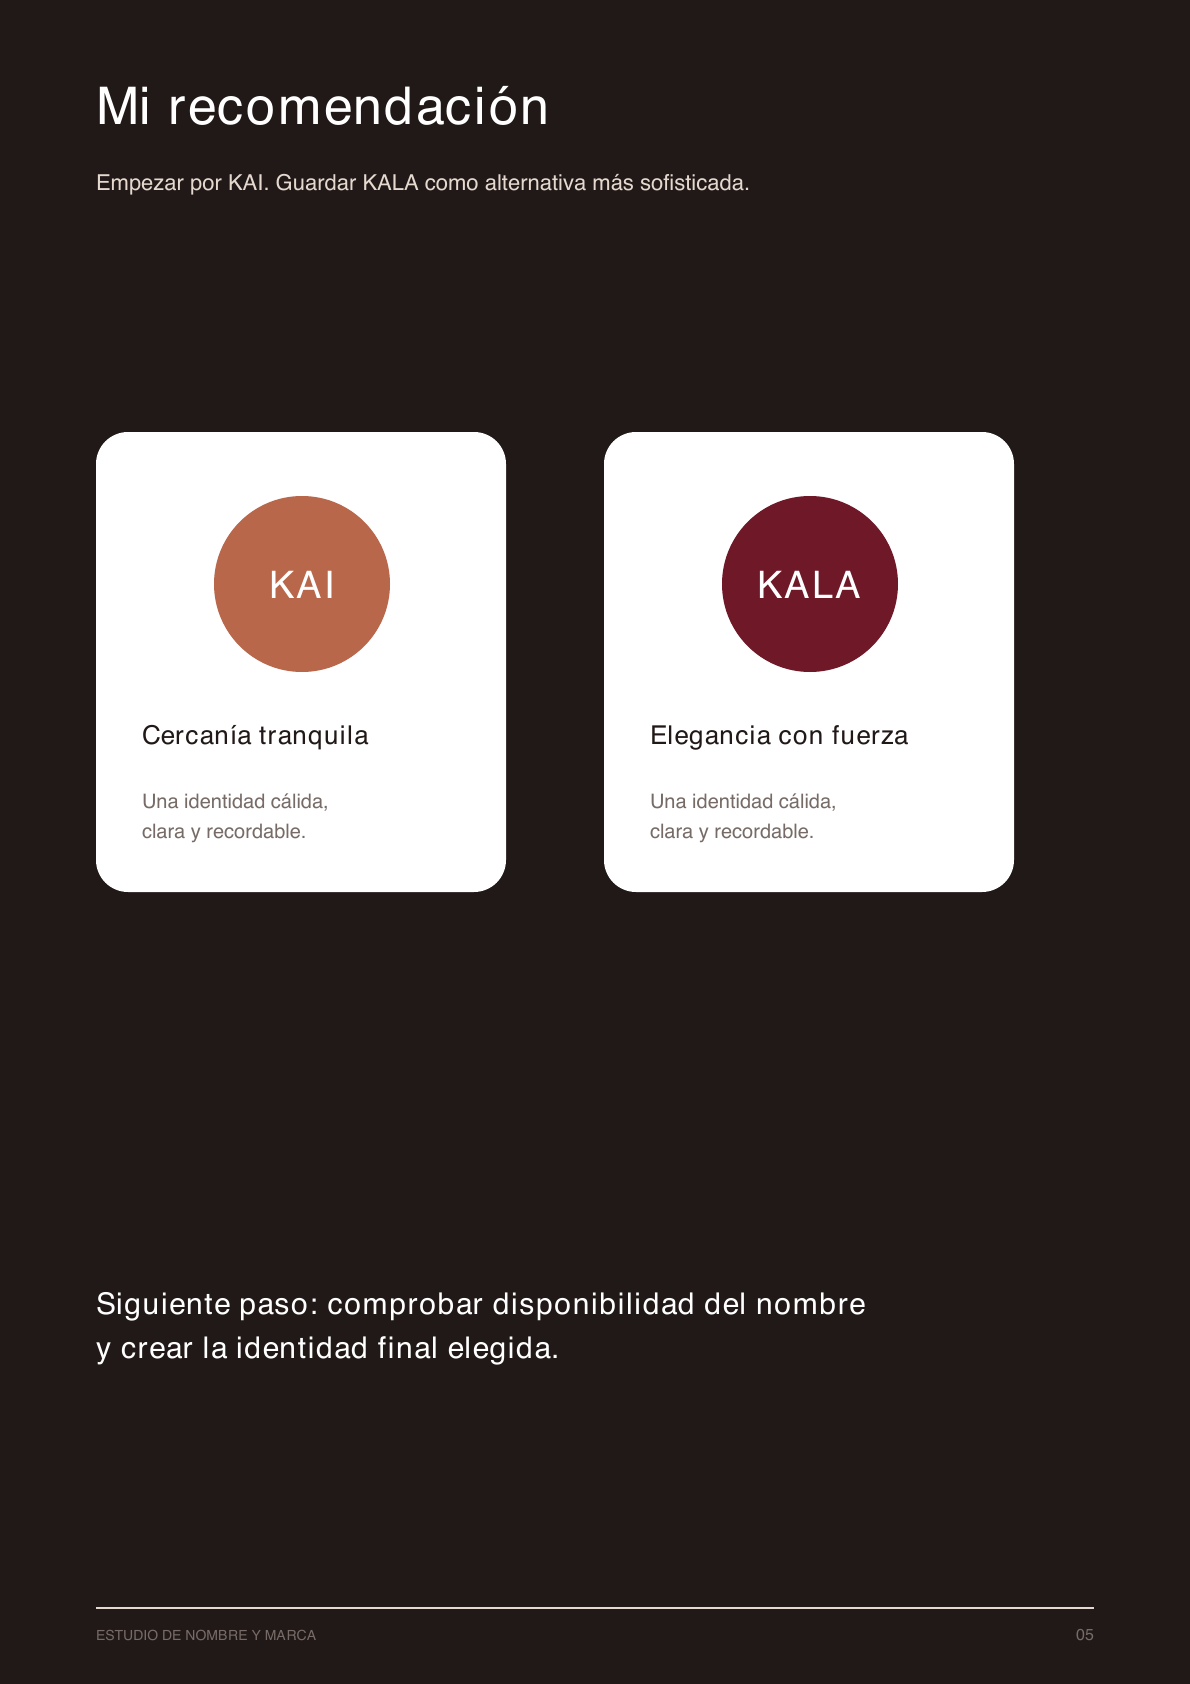 Mi recomendación
Empezar por KAI. Guardar KALA como alternativa más sofisticada.
KAI
Cercanía tranquila
Una identidad cálida,
clara y recordable.
KALA
Elegancia con fuerza
Una identidad cálida,
clara y recordable.
Siguiente paso: comprobar disponibilidad del nombre
y crear la identidad final elegida.
ESTUDIO DE NOMBRE Y MARCA
05